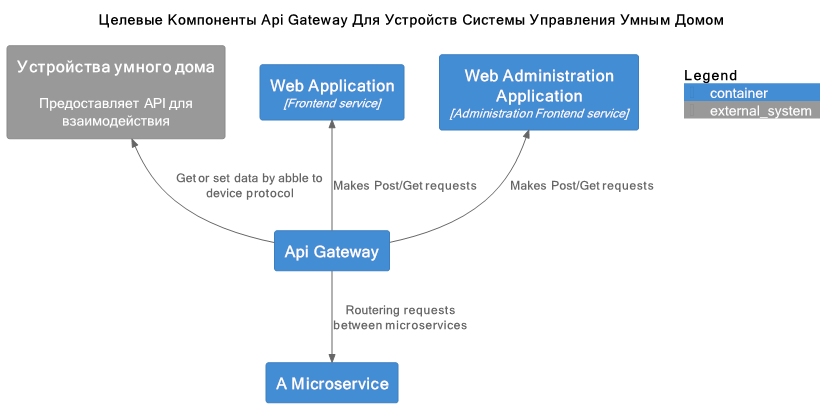 Целевые Компоненты Api Gateway Для Устройств Системы Управления Умным Домом
Устройства умного дома
Предоставляет API для
взаимодействия
Web Application
[Frontend service]
Web Administration
Application
[Administration Frontend service]
Legend
container
external_system
Get or set data by abble to
device protocol
Makes Post/Get requests
Makes Post/Get requests
Api Gateway
Routering requests
between microservices
A Microservice